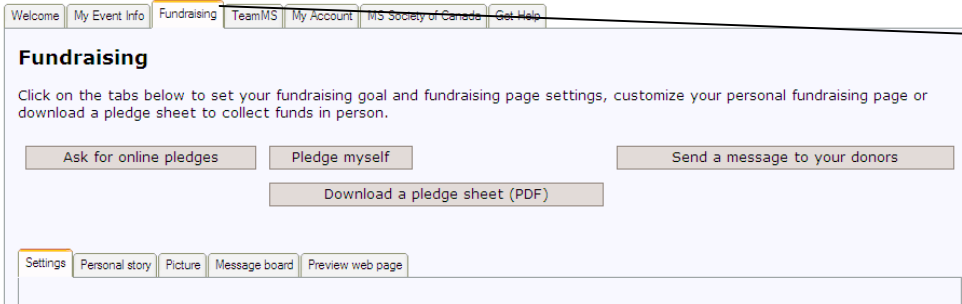 Welcome My Event Info Fundraising TeamMS My Account MS Society of Canada Get Help
Fundraising
Click on the tabs below to set your fundraising goal and fundraising page settings, customize your personal fundraising page or
download a pledge sheet to collect funds in person.
Ask for online pledges Pledge myself Send a message to your donors
Download a pledge sheet (PDF)
Settings Personal story Picture Message board Preview web page